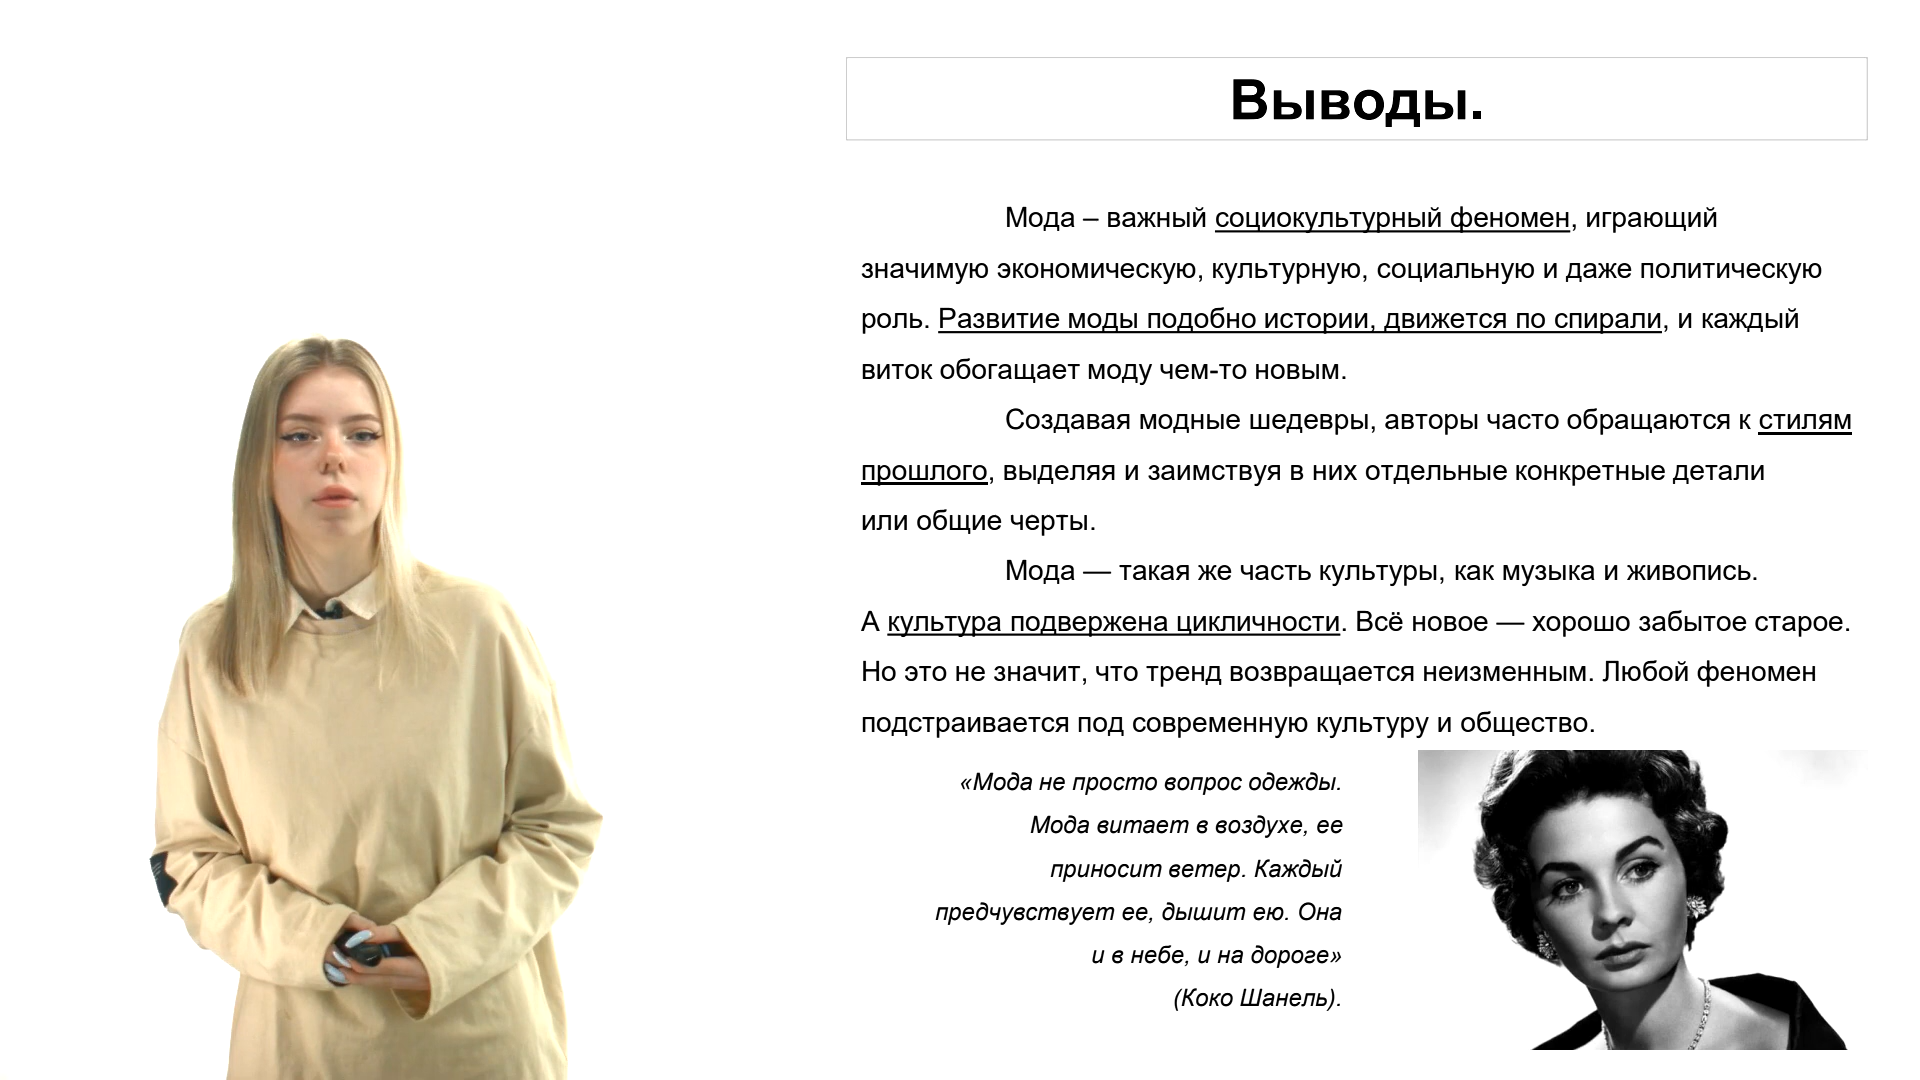 Выводы.
Мода – важный социокультурный феномен, играющий
значимую экономическую, культурную, социальную и даже политическую
роль. Развитие моды подобно истории, движется по спирали, и каждый
виток обогащает моду чем-то новым.
Создавая модные шедевры, авторы часто обращаются к стилям
прошлого, выделяя и заимствуя в них отдельные конкретные детали
или общие черты.
Мода — такая же часть культуры, как музыка и живопись.
А культура подвержена цикличности. Всё новое — хорошо забытое старое.
Но это не значит, что тренд возвращается неизменным. Любой феномен
подстраивается под современную культуру и общество.
«Мода не просто вопрос одежды.
Мода витает в воздухе, ее
приносит ветер. Каждый
предчувствует ее, дышит ею. Она
и в небе, и на дороге»
(Коко Шанель).